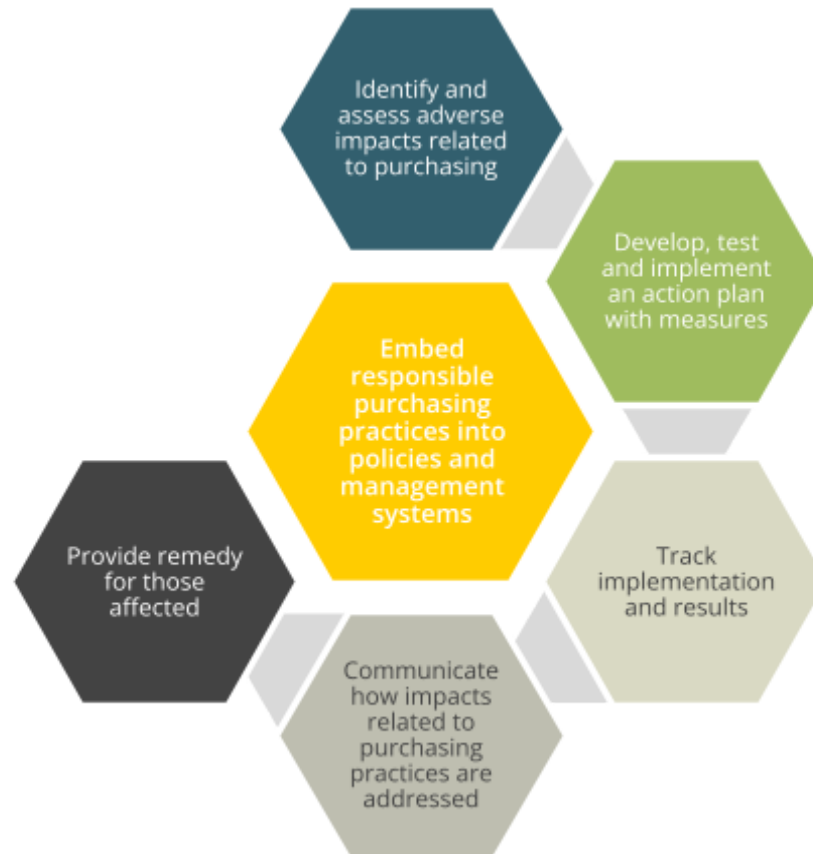 Identify and
assess adverse
impacts related
to purchasing
Develop, test
and implement
an action plan
with measures
Embed
responsible
purchasing
practices into
policies and
management
systems
Track
implementation
and results
Communicate
how impacts
related to
purchasing
practices are
addressed
Provide remedy
for those
affected